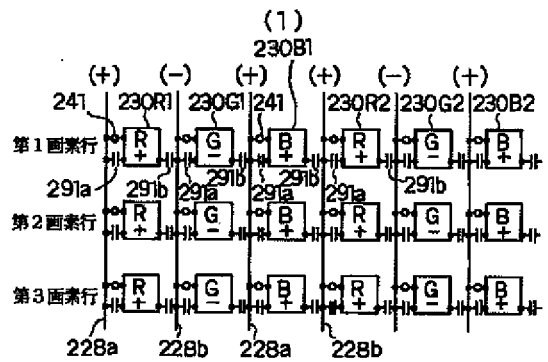 (1)
230B1
(+) (-) (+) (+) (-) (+)
241 230R1 230G1 241 230R2 230G2 230B2
第1画素行 R + G - B + R + G - B +
291a 291b 291a 291b 291a 291b 291a 291b
第2画素行 R + G - B + R + G - B +
第3画素行 R + G - B + R + G - B +
228a 228b 228a 228b